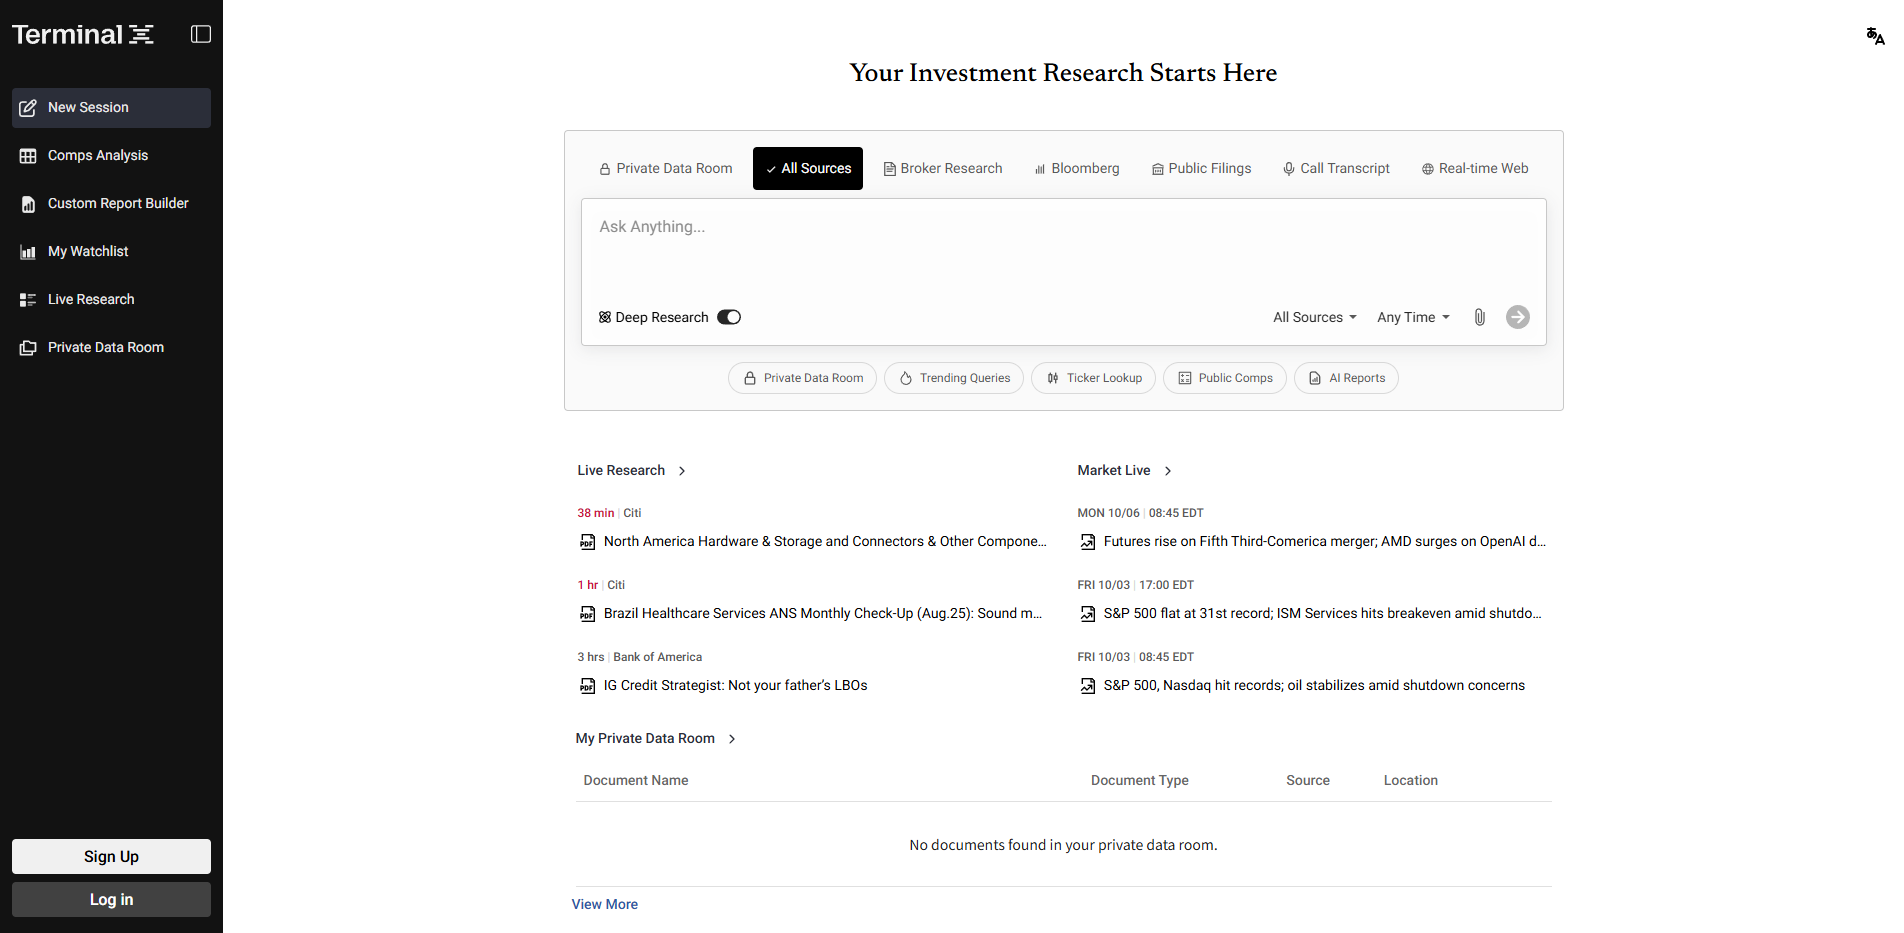 Terminal
New Session
Comps Analysis
Custom Report Builder
My Watchlist
Live Research
Private Data Room
Sign Up
Log in
Your Investment Research Starts Here
Private Data Room
All Sources
Broker Research
Bloomberg
Public Filings
Call Transcript
Real-time Web
Ask Anything...
Deep Research
All Sources
Any Time
Private Data Room
Trending Queries
Ticker Lookup
Public Comps
AI Reports
Live Research
38 min | Citi
PDF North America Hardware & Storage and Connectors & Other Compone...
1 hr | Citi
PDF Brazil Healthcare Services ANS Monthly Check-Up (Aug.25): Sound m...
3 hrs | Bank of America
PDF IG Credit Strategist: Not your father’s LBOs
Market Live
MON 10/06 | 08:45 EDT
Futures rise on Fifth Third-Comerica merger; AMD surges on OpenAI d...
FRI 10/03 | 17:00 EDT
S&P 500 flat at 31st record; ISM Services hits breakeven amid shutdo...
FRI 10/03 | 08:45 EDT
S&P 500, Nasdaq hit records; oil stabilizes amid shutdown concerns
My Private Data Room
Document Name Document Type Source Location
No documents found in your private data room.
View More